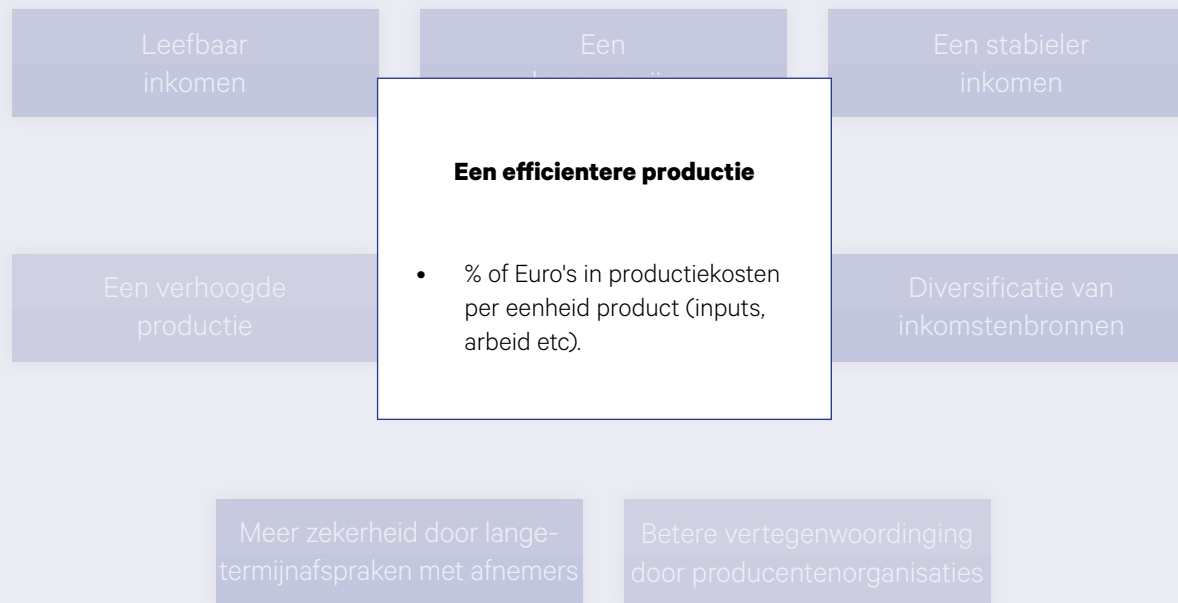 Leefbaar
inkomen
Een
Een stabieler
inkomen
Een efficientere productie
• % of Euro's in productiekosten
per eenheid product (inputs,
arbeid etc).
Een verhoogde
productie
Diversificatie van
inkomstenbronnen
Meer zekerheid door lange-
termijnafspraken met afnemers
Betere vertegenwoordinging
door producentenorganisaties